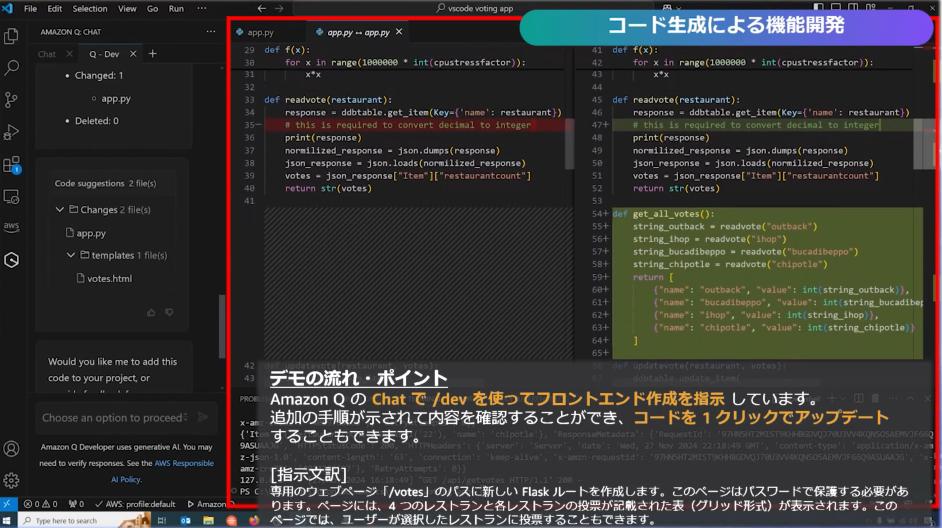 File Edit Selection View Go Run ···
vscode voting app
コード生成による機能開発
AMAZON Q: CHAT
Chat
Q - Dev
app.py
app.py ↔ app.py
• Changed: 1
○ app.py
• Deleted: 0
Code suggestions 2 file(s)
Changes 2 file(s)
app.py
templates 1 file(s)
votes.html
Would you like me to add this
code to your project, or
Choose an option to proceed
Amazon Q Developer uses generative AI. You may
need to verify responses. See the AWS Responsible
AI Policy.
29 def f(x):
30 for x in range(1000000 * int(cpustressfactor)):
31 x*x
32
33 def readvote(restaurant):
34 response = ddbtable.get_item(Key={'name': restaurant})
35— # this is required to convert decimal to integer
36 print(response)
37 normilized_response = json.dumps(response)
38 json_response = json.loads(normilized_response)
39 votes = json_response["Item"]["restaurantcount"]
40 return str(votes)
41
41 def f(x):
42 for x in range(1000000 * int(cpustressfactor)):
43 x*x
44
45 def readvote(restaurant):
46 response = ddbtable.get_item(Key={'name': restaurant})
47+ # this is required to convert decimal to integer
48 print(response)
49 normilized_response = json.dumps(response)
50 json_response = json.loads(normilized_response)
51 votes = json_response["Item"]["restaurantcount"]
52 return str(votes)
53
54+ def get_all_votes():
55+ string_outback = readvote("outback")
56+ string_ihop = readvote("ihop")
57+ string_bucadibeppo = readvote("bucadibeppo")
58+ string_chipotle = readvote("chipotle")
59+ return [
60+ {"name": "outback", "value": int(string_outback)},
61+ {"name": "bucadibeppo", "value": int(string_bucadibep
62+ {"name": "ihop", "value": int(string_ihop)},
63+ {"name": "chipotle", "value": int(string_chipotle)}
64+ ]
65+
42 def updatevote(restaurant, votes):
デモの流れ・ポイント
Amazon Q の Chat で /dev を使ってフロントエンド作成を指示 しています。
追加の手順が示されて内容を確認することができ、コードを 1 クリックでアップデート
することもできます。
[指示文訳]
専用のウェブページ「/votes」のパスに新しい Flask ルートを作成します。このページはパスワードで保護する必要があ
ります。ページには、4 つのレストランと各レストランの投票が記載された表（グリッド形式）が表示されます。この
ページでは、ユーザーが選択したレストランに投票することもできます。
0 0 0 AWS: profile:default Amazon
Type here to search